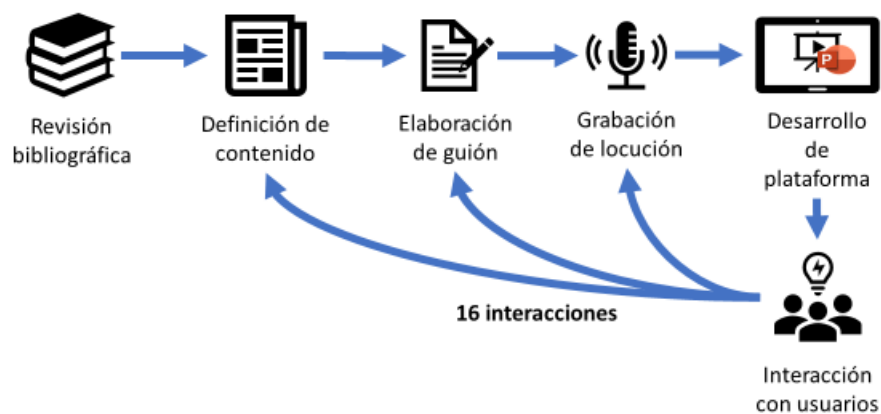 Revisión
bibliográfica
Definición de
contenido
Elaboración
de guión
Grabación
de locución
P
Desarrollo
de
plataforma
16 interacciones
Interacción
con usuarios